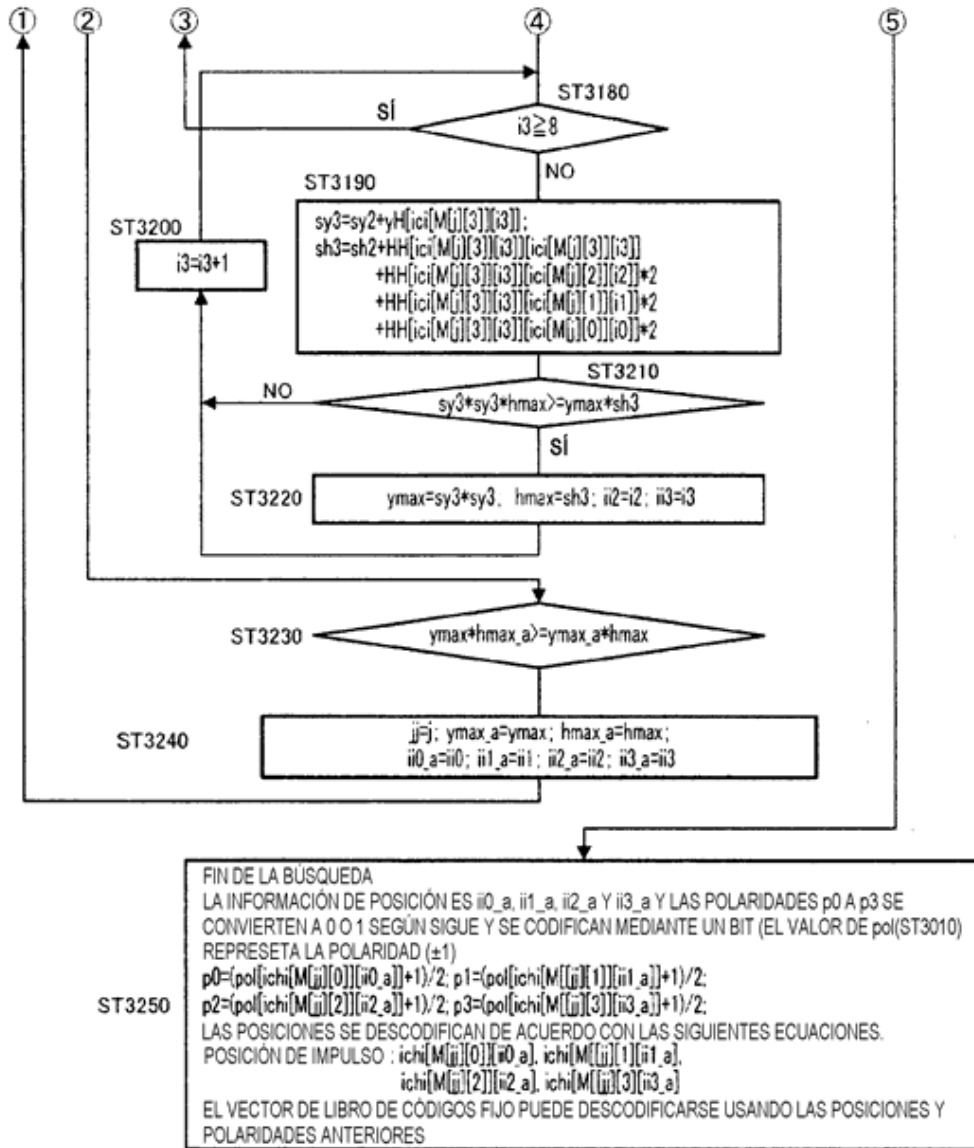 ① ② ③ ④ ⑤
ST3180
SÍ
i3≧8
NO
ST3190
sy3=sy2+yH[ici[M[j][3]][i3]];
sh3=sh2+HH[ici[M[j][3]][i3]][ici[M[j][3]][i3]]
+HH[ici[M[j][3]][i3]][ici[M[j][2]][i2]]*2
+HH[ici[M[j][3]][i3]][ici[M[j][1]][i1]]*2
+HH[ici[M[j][3]][i3]][ici[M[j][0]][i0]]*2
ST3200
i3=i3+1
ST3210
NO
sy3*sy3*hmax>=ymax*sh3
SÍ
ST3220
ymax=sy3*sy3, hmax=sh3; ii2=i2; ii3=i3
ST3230
ymax*hmax_a>=ymax_a*hmax
ST3240
jj=j; ymax_a=ymax; hmax_a=hmax;
ii0_a=ii0; ii1_a=ii1; ii2_a=ii2; ii3_a=ii3
ST3250
FIN DE LA BÚSQUEDA
LA INFORMACIÓN DE POSICIÓN ES ii0_a, ii1_a, ii2_a Y ii3_a Y LAS POLARIDADES p0 A p3 SE
CONVIERTEN A 0 O 1 SEGÚN SIGUE Y SE CODIFICAN MEDIANTE UN BIT (EL VALOR DE pol(ST3010)
REPRESETA LA POLARIDAD (±1)
p0=(pol[ichi[M[jj][0]][ii0_a]]+1)/2; p1=(pol[ichi[M[[jj][1]][ii1_a]]+1)/2;
p2=(pol[ichi[M[jj][2]][ii2_a]]+1)/2; p3=(pol[ichi[M[[jj][3]][ii3_a]]+1)/2;
LAS POSICIONES SE DESCODIFICAN DE ACUERDO CON LAS SIGUIENTES ECUACIONES.
POSICIÓN DE IMPULSO : ichi[M[jj][0]][ii0_a], ichi[M[[jj][1][ii1_a],
ichi[M[jj][2]][ii2_a], ichi[M[[jj][3][ii3_a]
EL VECTOR DE LIBRO DE CÓDIGOS FIJO PUEDE DESCODIFICARSE USANDO LAS POSICIONES Y
POLARIDADES ANTERIORES